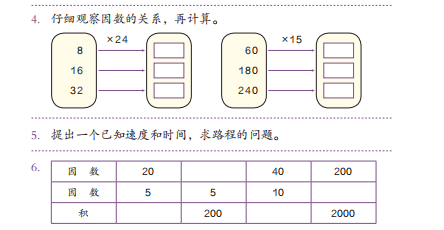 4. 仔细观察因数的关系，再计算。
×24 ×15
8 60
16 180
32 240
5. 提出一个已知速度和时间，求路程的问题。
6. 因 数 20 40 200
因 数 5 5 10
积 200 2000